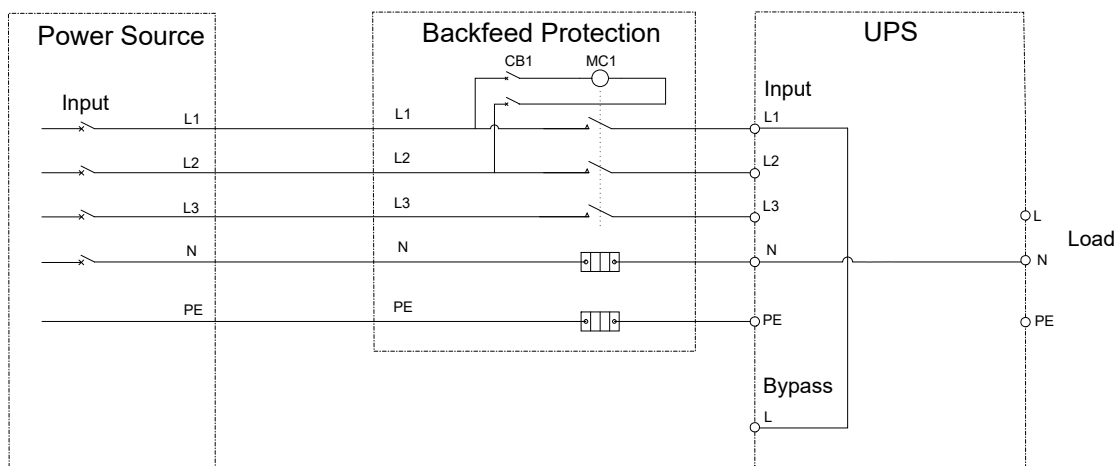 Power Source
Backfeed Protection
UPS
CB1
MC1
Input
Input
L1
L1
L1
L2
L2
L2
L3
L3
L3
L
Load
N
N
N
N
PE
PE
PE
PE
Bypass
L